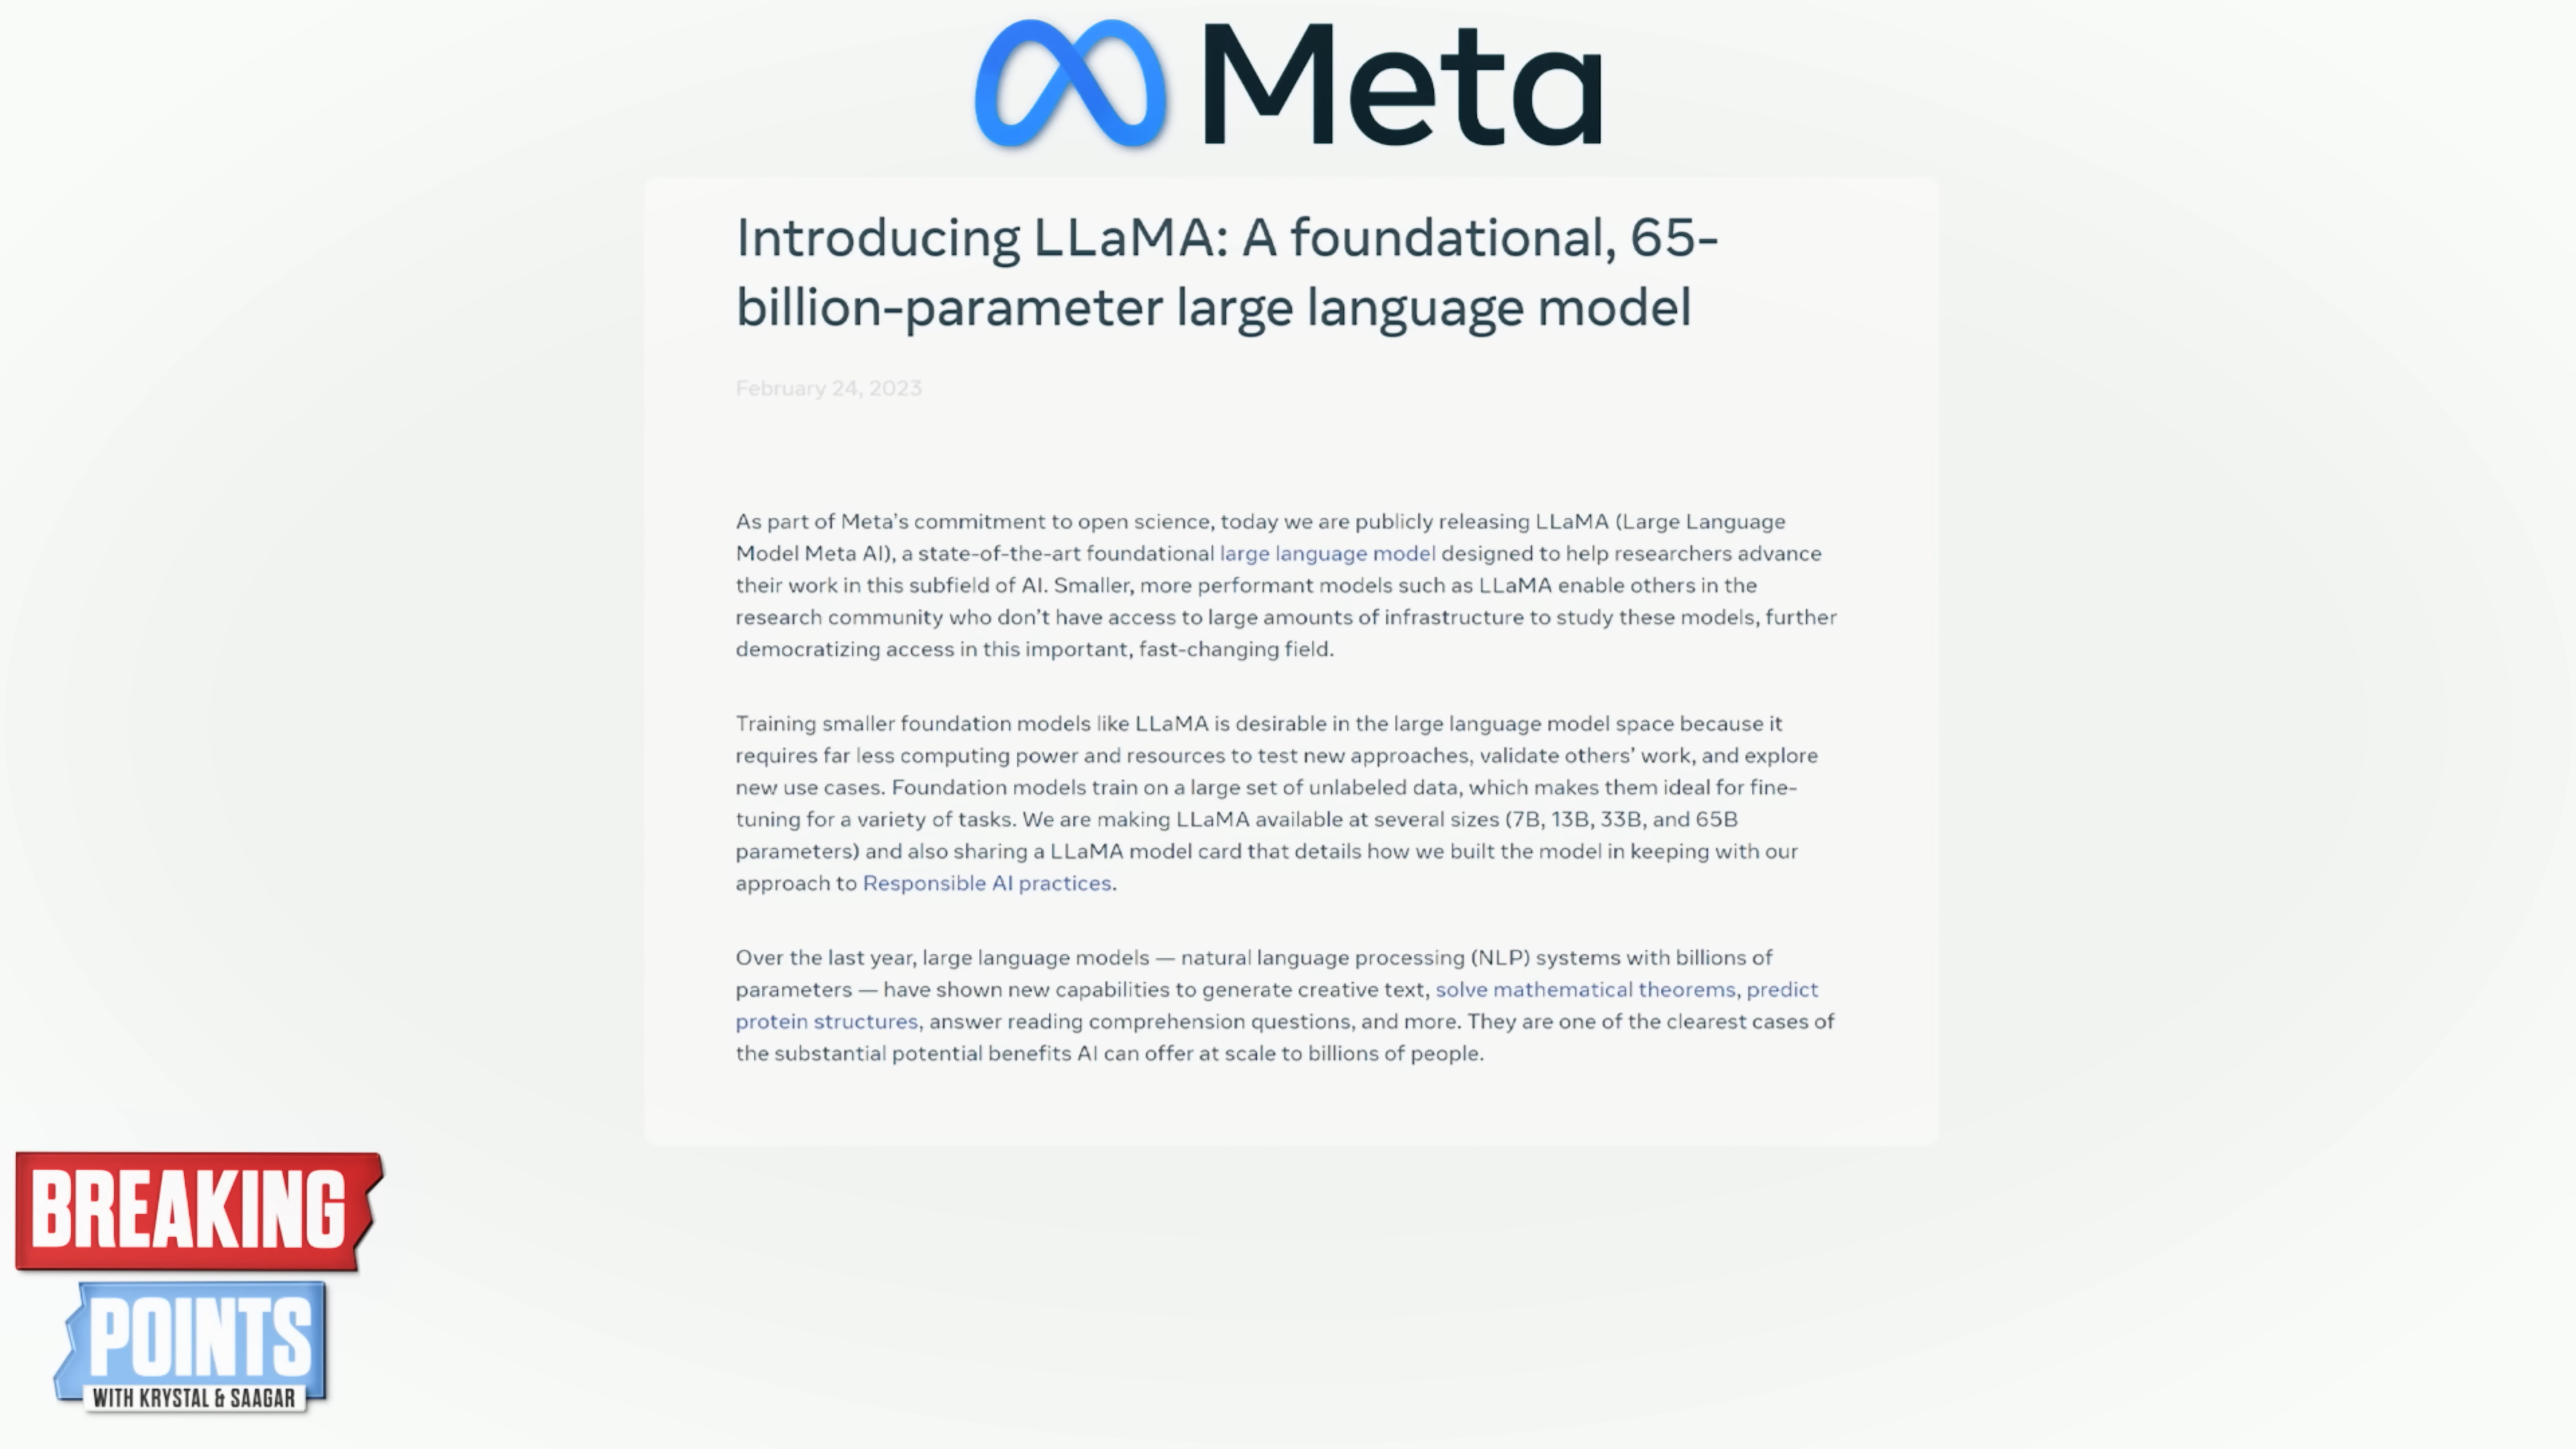 Meta
Introducing LLaMA: A foundational, 65-
billion-parameter large language model
February 24, 2023
As part of Meta's commitment to open science, today we are publicly releasing LLaMA (Large Language
Model Meta AI), a state-of-the-art foundational large language model designed to help researchers advance
their work in this subfield of AI. Smaller, more performant models such as LLaMA enable others in the
research community who don't have access to large amounts of infrastructure to study these models, further
democratizing access in this important, fast-changing field.
Training smaller foundation models like LLaMA is desirable in the large language model space because it
requires far less computing power and resources to test new approaches, validate others' work, and explore
new use cases. Foundation models train on a large set of unlabeled data, which makes them ideal for fine-
tuning for a variety of tasks. We are making LLaMA available at several sizes (7B, 13B, 33B, and 65B
parameters) and also sharing a LLaMA model card that details how we built the model in keeping with our
approach to Responsible AI practices.
Over the last year, large language models — natural language processing (NLP) systems with billions of
parameters — have shown new capabilities to generate creative text, solve mathematical theorems, predict
protein structures, answer reading comprehension questions, and more. They are one of the clearest cases of
the substantial potential benefits AI can offer at scale to billions of people.
BREAKING
POINTS
WITH KRYSTAL & SAAGAR